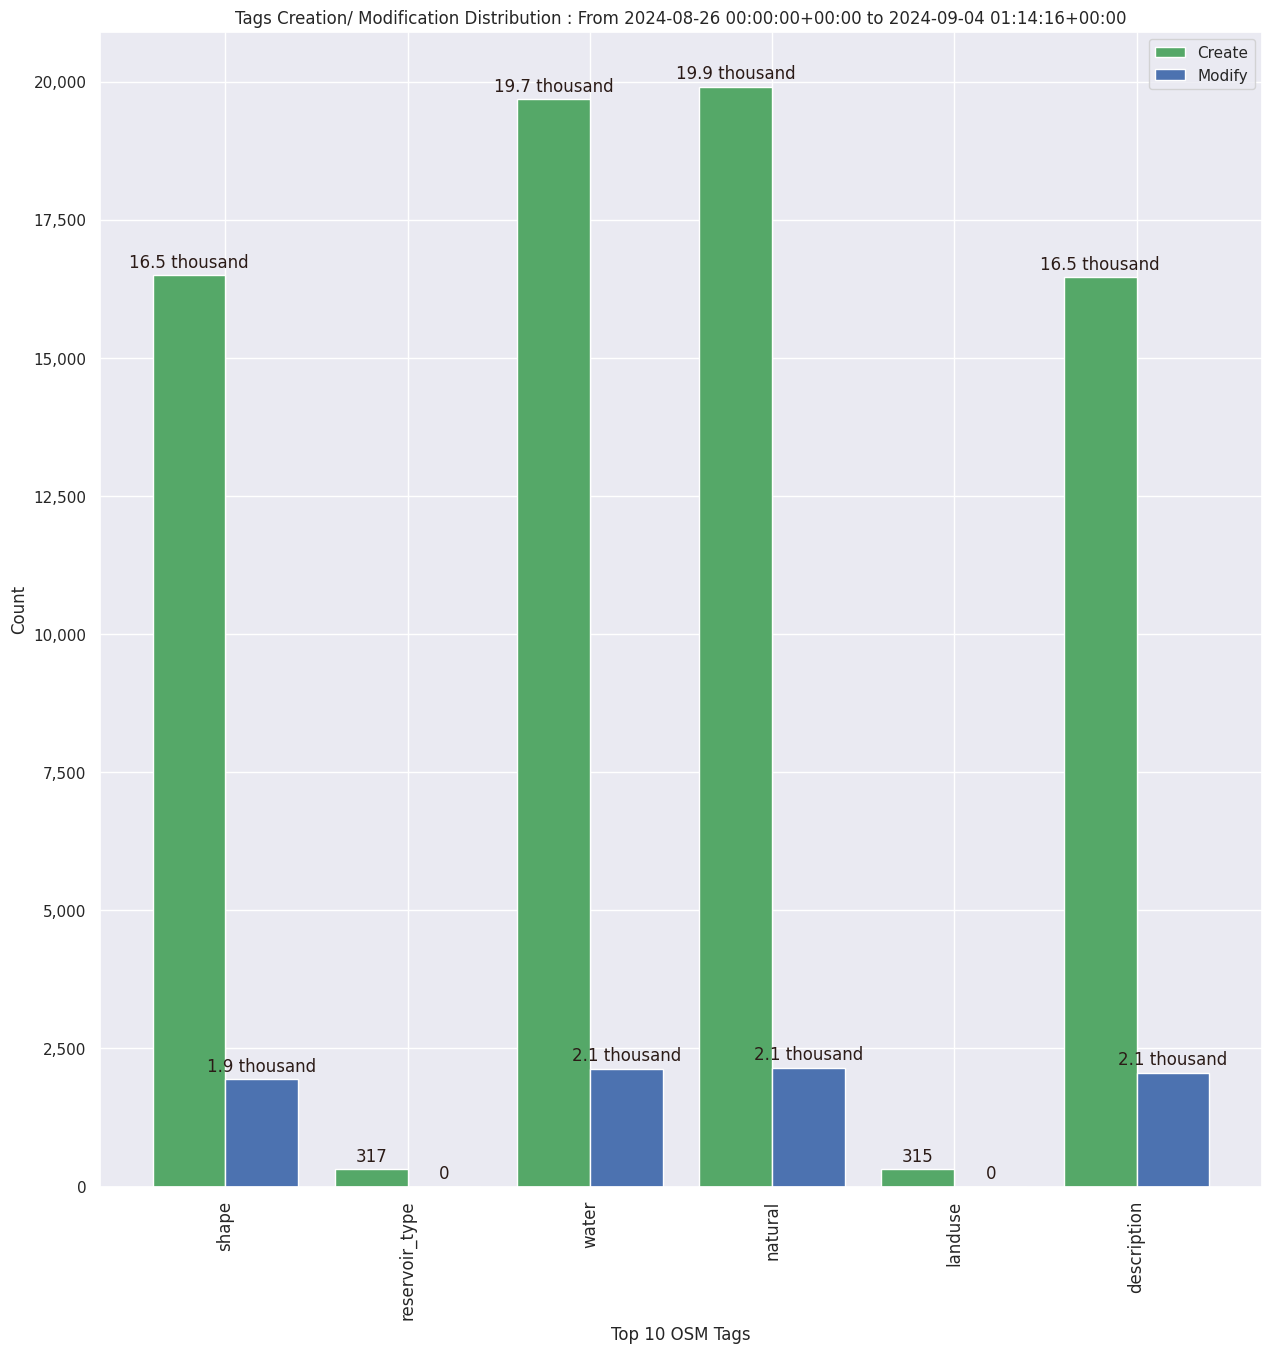 Tags Creation/ Modification Distribution : From 2024-08-26 00:00:00+00:00 to 2024-09-04 01:14:16+00:00
Create
Modify
20,000
17,500
15,000
12,500
10,000
7,500
5,000
2,500
0
Count
16.5 thousand
1.9 thousand
317
0
19.7 thousand
2.1 thousand
19.9 thousand
2.1 thousand
315
0
16.5 thousand
2.1 thousand
shape
reservoir_type
water
natural
landuse
description
Top 10 OSM Tags